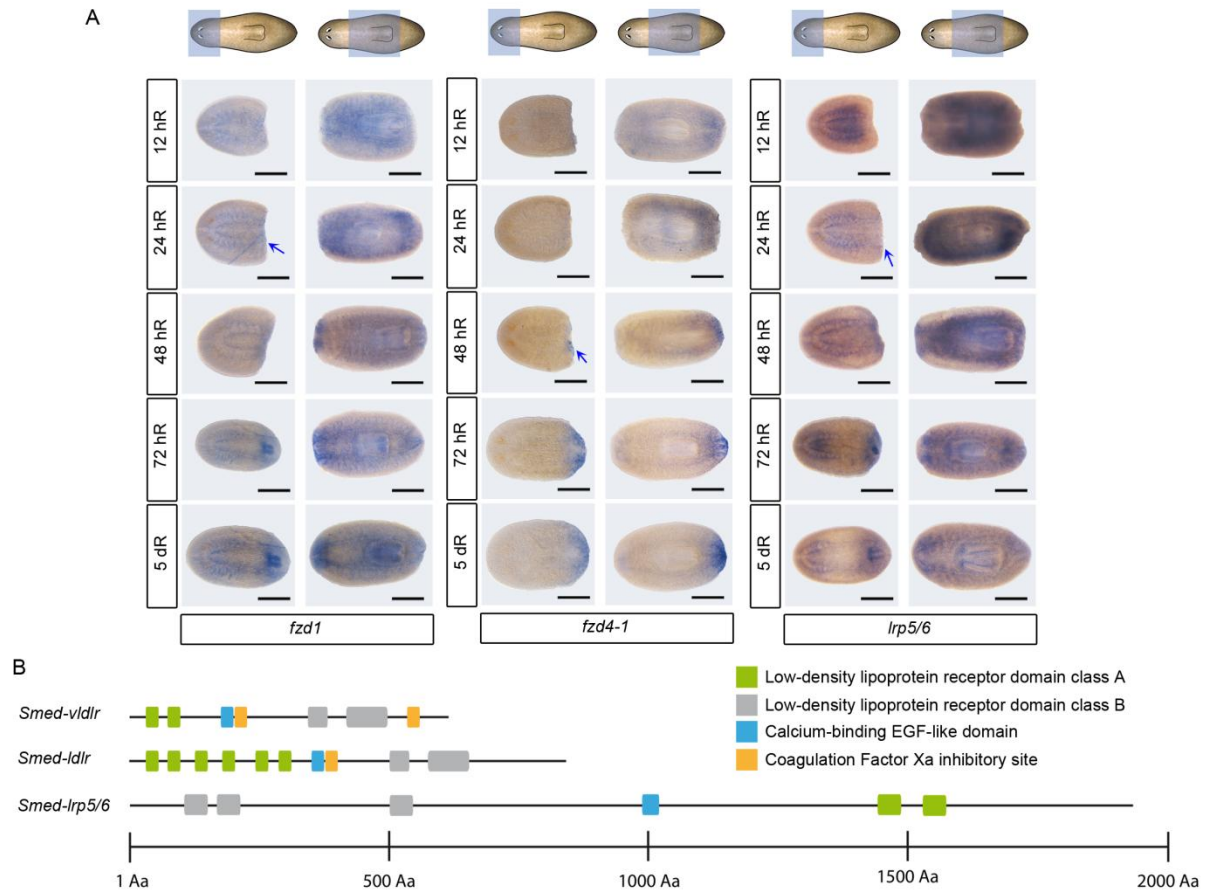 A
12 hR
12 hR
12 hR
24 hR
24 hR
24 hR
48 hR
48 hR
48 hR
72 hR
72 hR
72 hR
5 dR
5 dR
5 dR
fzd1
fzd4-1
lrp5/6
B
Low-density lipoprotein receptor domain class A
Low-density lipoprotein receptor domain class B
Calcium-binding EGF-like domain
Coagulation Factor Xa inhibitory site
Smed-vldlr
Smed-ldlr
Smed-lrp5/6
1 Aa
500 Aa
1000 Aa
1500 Aa
2000 Aa